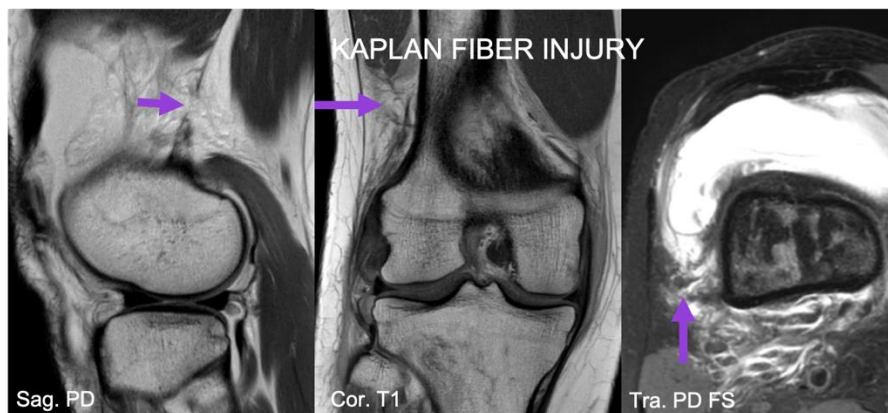 KAPLAN FIBER INJURY
Sag. PD
Cor. T1
Tra. PD FS